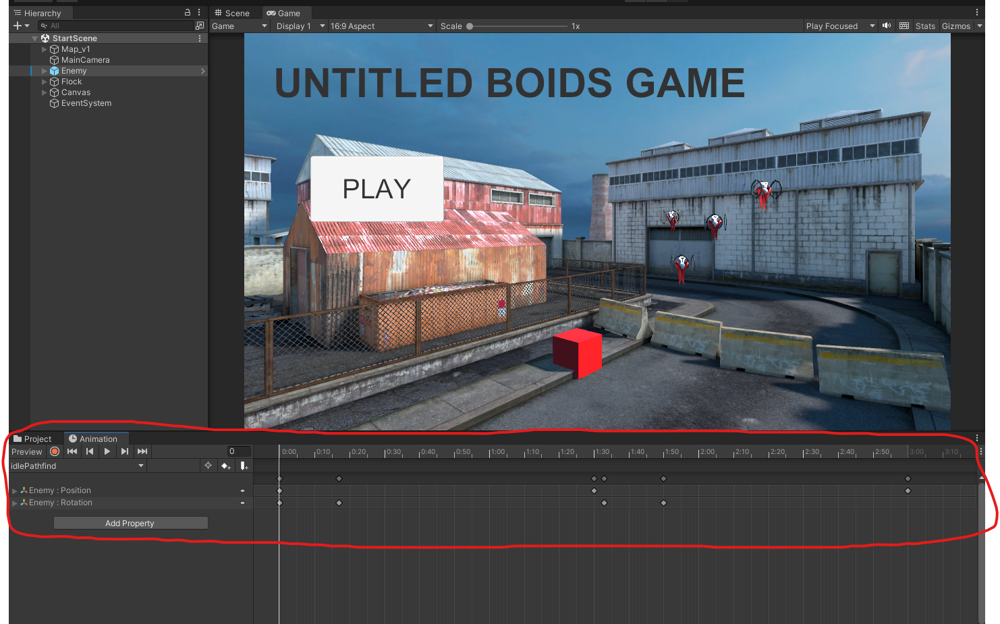 Hierarchy
Scene
Game
All
Game
Display 1
16:9 Aspect
Scale
1x
Play Focused
Stats
Gizmos
StartScene
Map_v1
MainCamera
Enemy
Flock
Canvas
EventSystem
UNTITLED BOIDS GAME
PLAY
Project
Animation
Preview
0
0:00 0:10 0:20 0:30 0:40 0:50 1:00 1:10 1:20 1:30 1:40 1:50 2:00 2:10 2:20 2:30 2:40 2:50 3:00 3:10
idlePathfind
Enemy : Position
Enemy : Rotation
Add Property